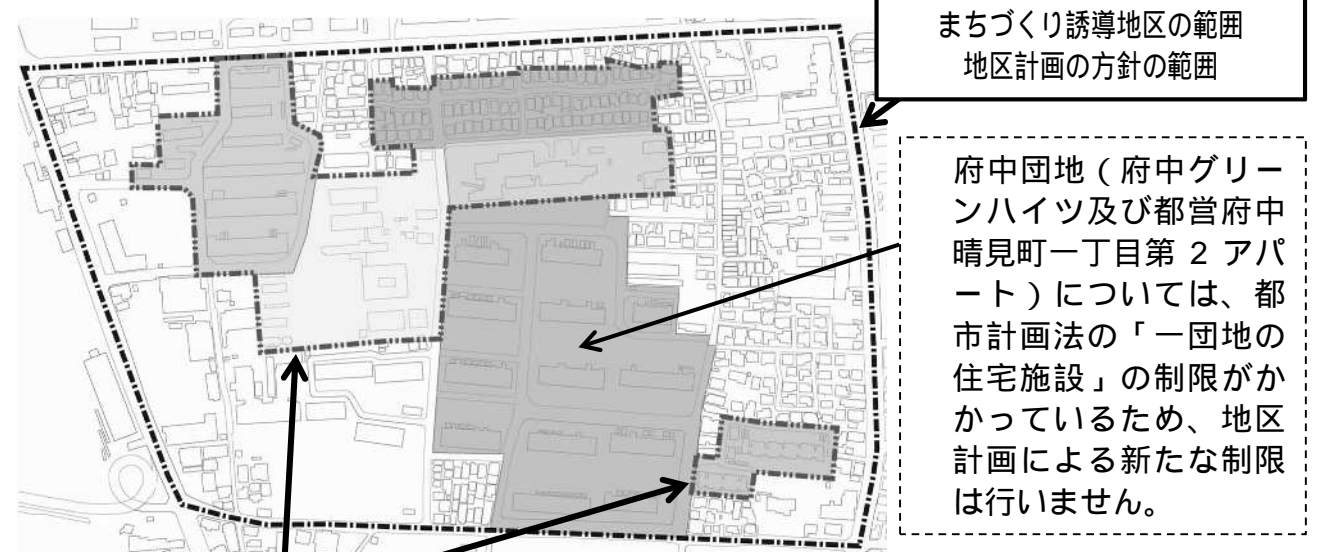 まちづくり誘導地区の範囲
地区計画の方針の範囲
府中団地（府中グリー
ンハイツ及び都営府中
晴見町一丁目第２アパ
ート）については、都
市計画法の「一団地の
住宅施設」の制限がか
かっているため、地区
計画による新たな制限
は行いません。